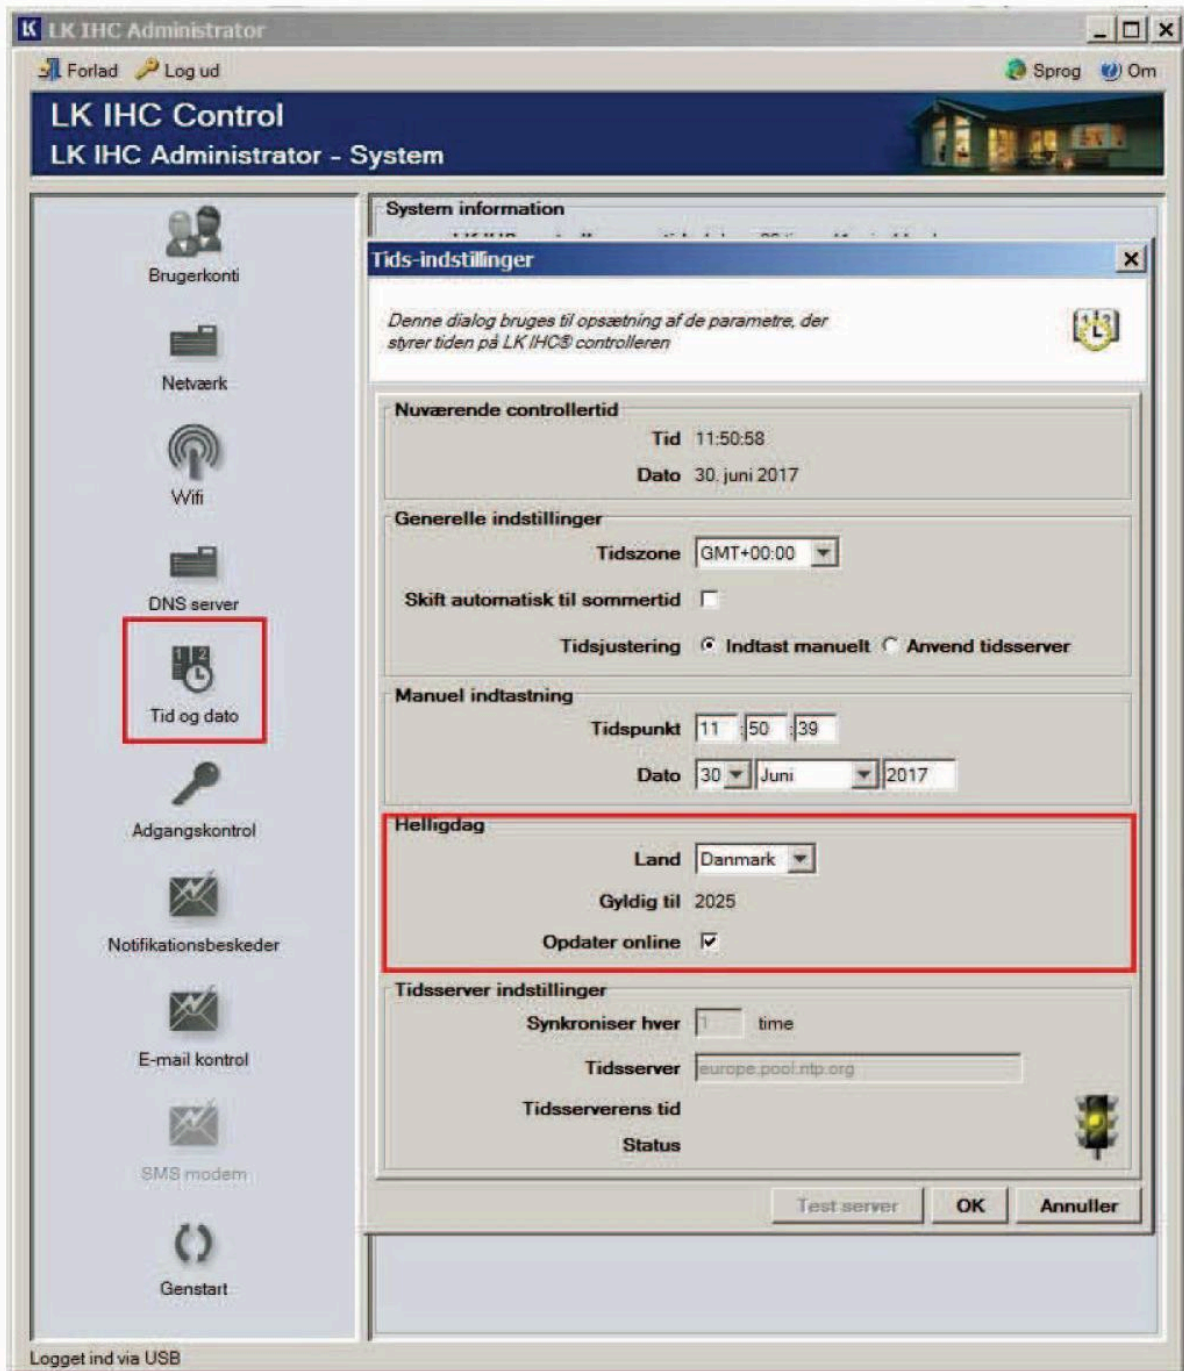 LK IHC Administrator
Forlad Log ud Sprog Om
LK IHC Control
LK IHC Administrator - System
Brugerkonti
Netværk
Wifi
DNS server
1 2
Tid og dato
Adgangskontrol
Notifikationsbeskeder
E-mail kontrol
SMS modem
Genstart
System information
Tids-indstillinger
Denne dialog bruges til opsætning af de parametre, der
styrer tiden på LK IHC® controlleren
Nuværende controllertid
Tid 11:50:58
Dato 30. juni 2017
Generelle indstillinger
Tidszone GMT+00:00
Skift automatisk til sommertid
Tidsjustering Indtast manuelt Anvend tidsserver
Manuel indtastning
Tidspunkt 11 :50 :39
Dato 30 Juni 2017
Helligdag
Land Danmark
Gyldig til 2025
Opdater online
Tidsserver indstillinger
Synkroniser hver 1 time
Tidsserver europe.pool.ntp.org
Tidsserverens tid
Status
Test server OK Annuller
Logget ind via USB